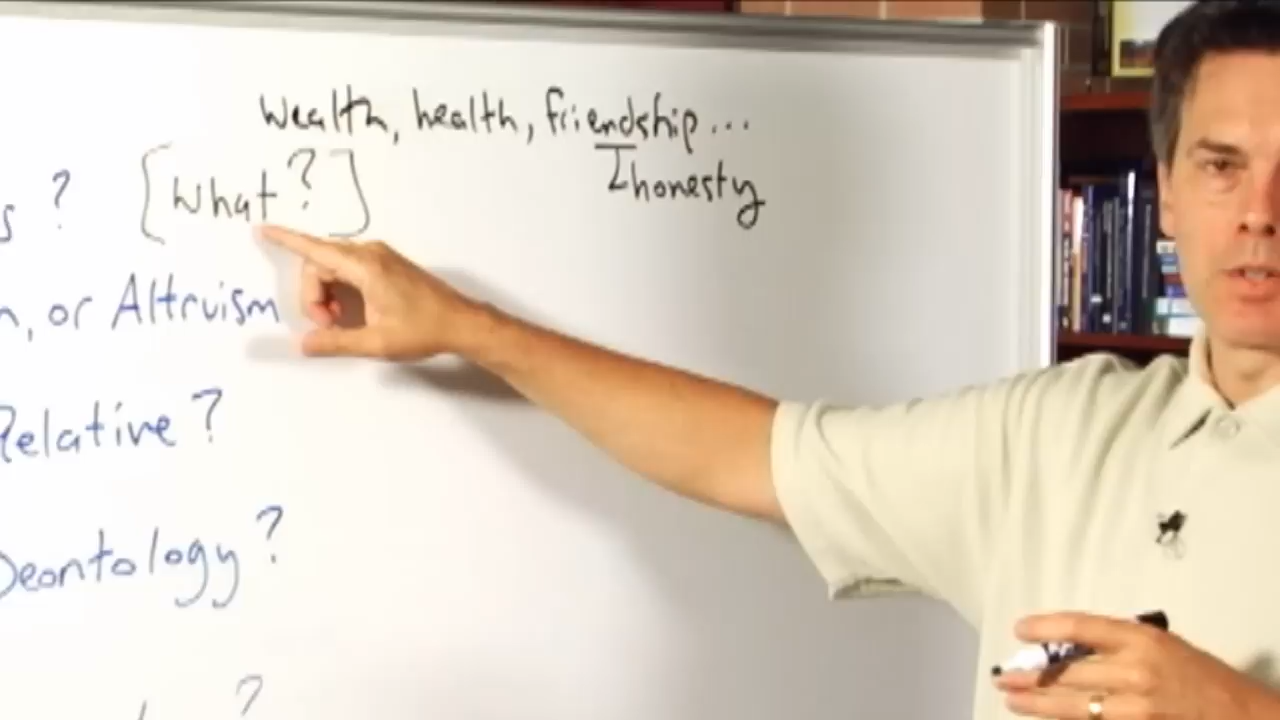 Wealth, health, friendship...
honesty
s ? [What?]
n, or Altruism
Relative?
Deontology?
?